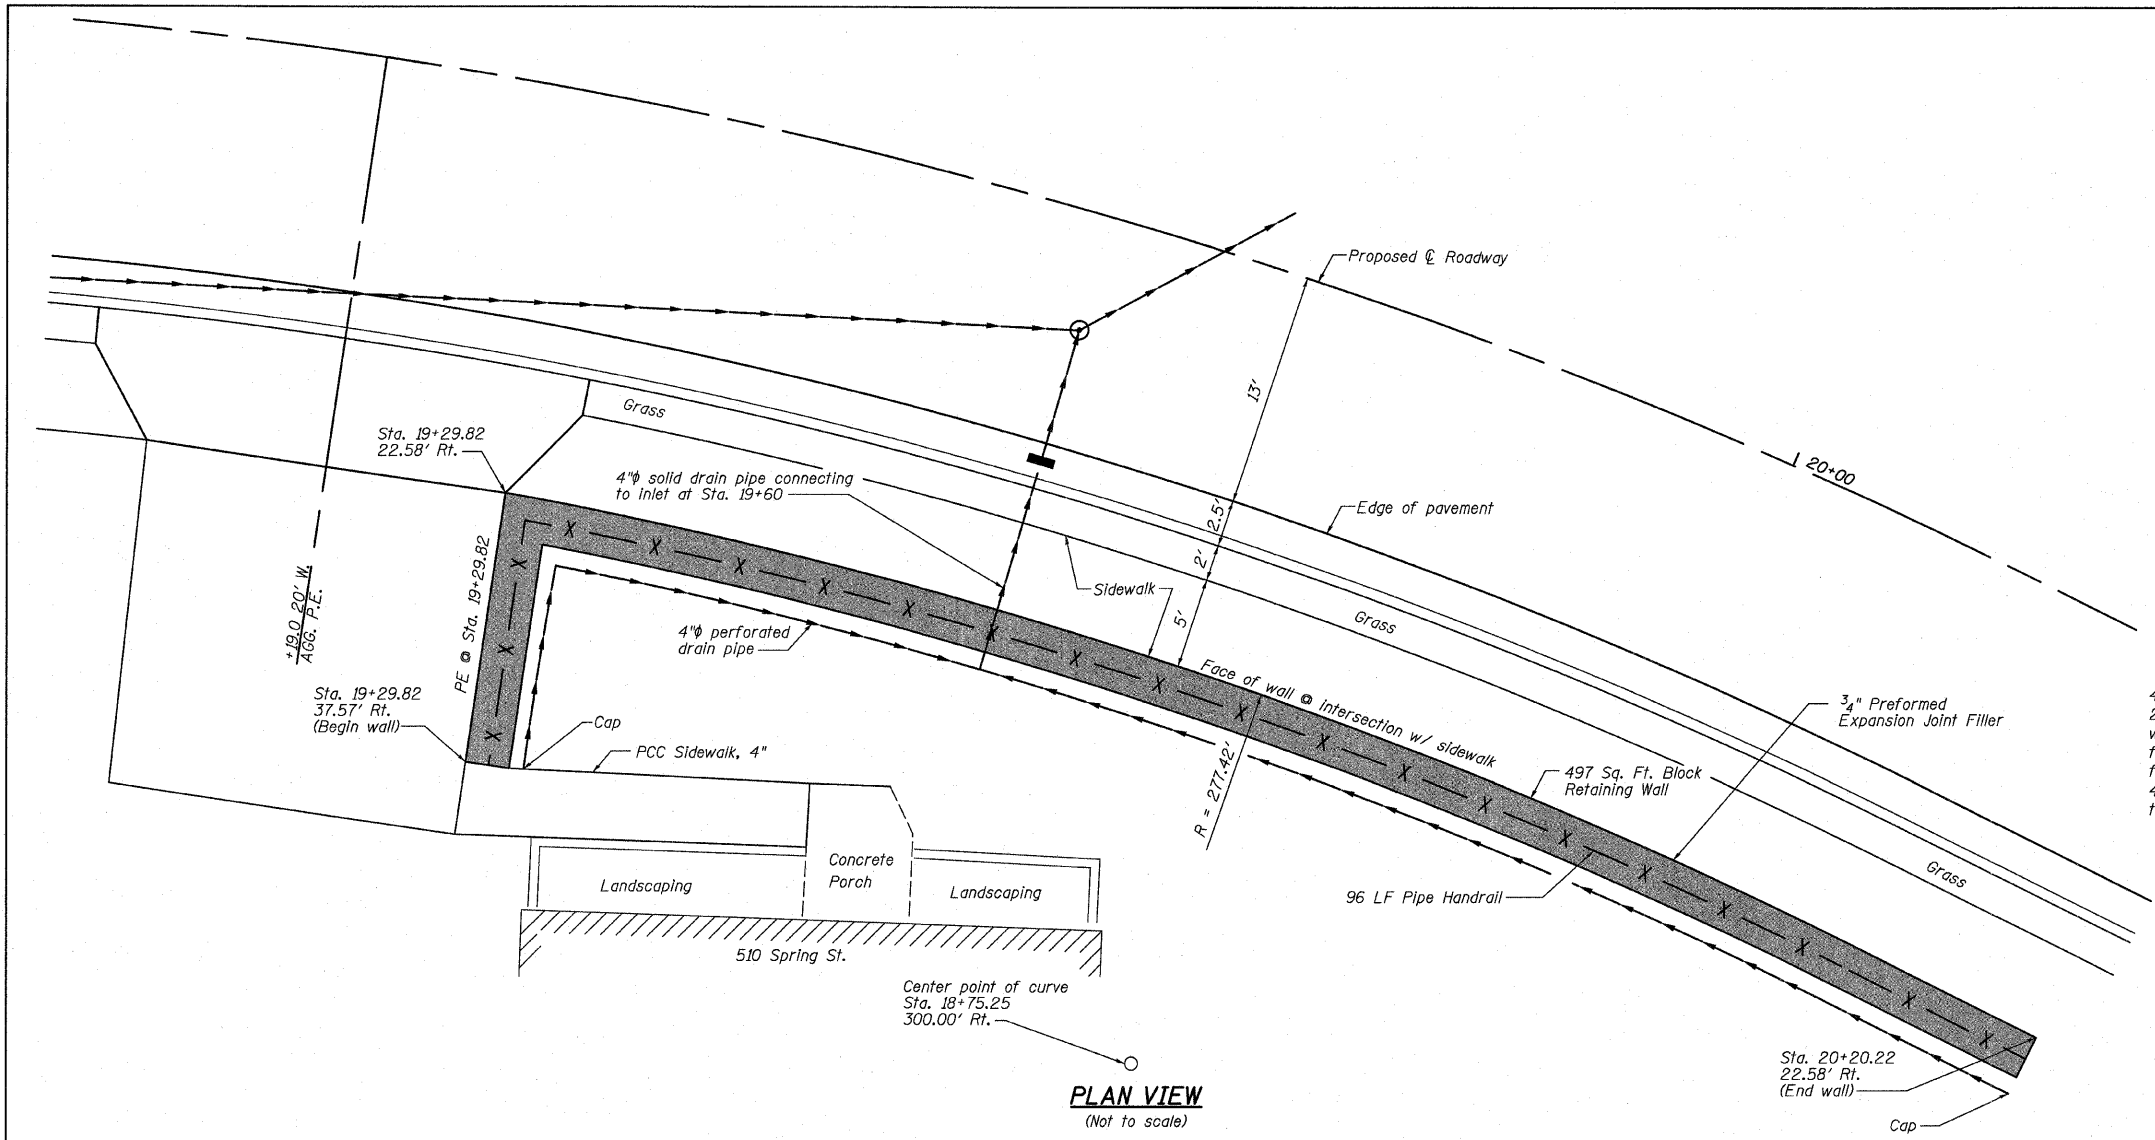 Proposed ℄ Roadway
13'
20+00
Grass
Sta. 19+29.82
22.58' Rt.
4"ϕ solid drain pipe connecting
to inlet at Sta. 19+60
2.5'
Edge of pavement
2'
PE @ Sta. 19+29.82
Sidewalk
5'
Grass
+19.0 20' W.
AGG. P.E.
4"ϕ perforated
drain pipe
Face of wall @ intersection w/ sidewalk
Sta. 19+29.82
37.57' Rt.
(Begin wall)
Cap
3/4" Preformed
Expansion Joint Filler
PCC Sidewalk, 4"
R = 277.42'
497 Sq. Ft. Block
Retaining Wall
Concrete
Porch
Landscaping
Landscaping
Grass
96 LF Pipe Handrail
510 Spring St.
Center point of curve
Sta. 18+75.25
300.00' Rt.
Sta. 20+20.22
22.58' Rt.
(End wall)
Cap
PLAN VIEW
(Not to scale)
X X X X X X X X X X X X X X X X X X X X X